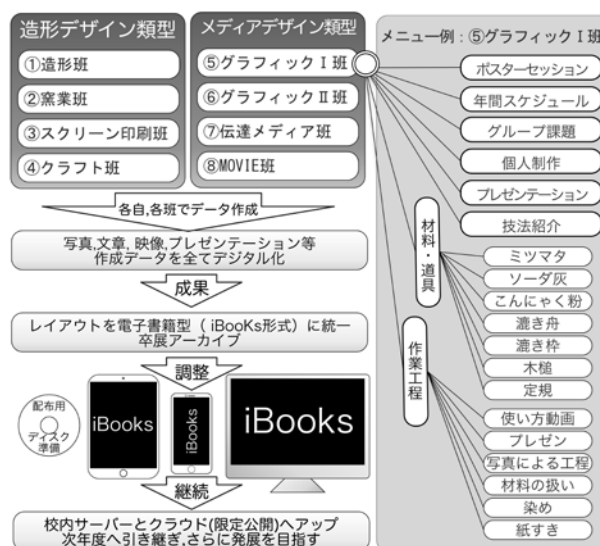 造形デザイン類型
①造形班
②窯業班
③スクリーン印刷班
④クラフト班
メディアデザイン類型
⑤グラフィックⅠ班
⑥グラフィックⅡ班
⑦伝達メディア班
⑧MOVIE班
各自,各班でデータ作成
写真,文章, 映像,プレゼンテーション等
作成データを全てデジタル化
成果
レイアウトを電子書籍型（ iBooKs形式）に統一
卒展アーカイブ
調整
配布用
ディスク
準備
iBooks
iBooks
iBooks
継続
校内サーバーとクラウド(限定公開)へアップ
次年度へ引き継ぎ,さらに発展を目指す
メニュー例：⑤グラフィックⅠ班
ポスターセッション
年間スケジュール
グループ課題
個人制作
プレゼンテーション
技法紹介
材料・道具
ミツマタ
ソーダ灰
こんにゃく粉
漉き舟
漉き枠
木槌
定規
作業工程
使い方動画
プレゼン
写真による工程
材料の扱い
染め
紙すき